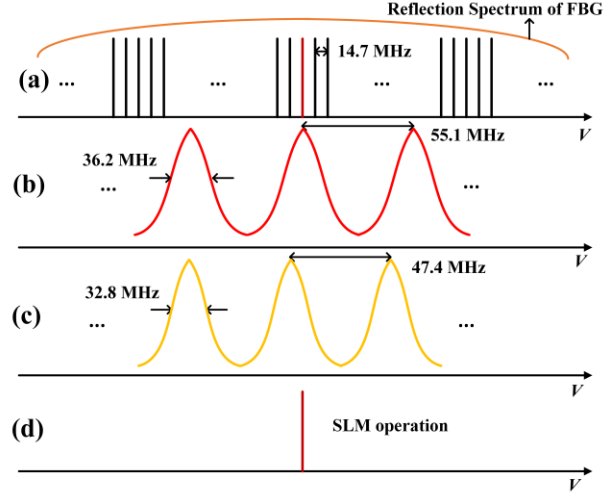 Reflection Spectrum of FBG
(a)
...
...
14.7 MHz
...
...
V
(b)
36.2 MHz
...
55.1 MHz
...
V
(c)
32.8 MHz
...
47.4 MHz
...
V
(d)
SLM operation
V